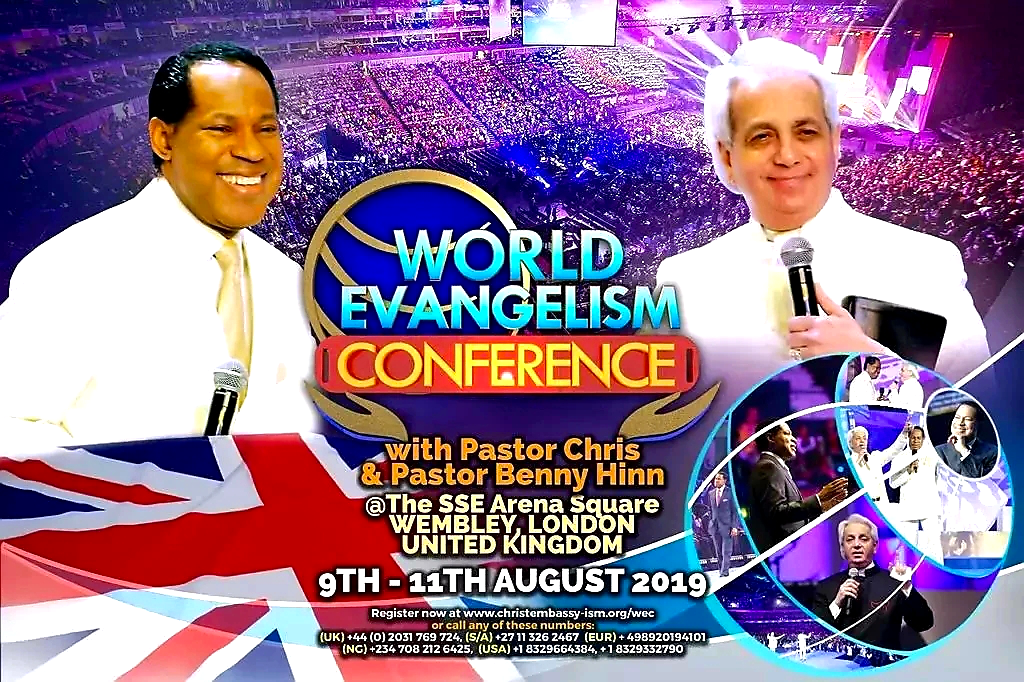 WORLD
EVANGELISM
CONFERENCE
with Pastor Chris
& Pastor Benny Hinn
@The SSE Arena Square
WEMBLEY, LONDON
UNITED KINGDOM
9TH - 11TH AUGUST 2019
Register now at www.christembassy-ism.org/wec
or call any of these numbers:
(UK) +44 (0) 2031 769 724, (S/A) +27 11 326 2467 (EUR) + 498920194101
(NG) +234 708 212 6425, (USA) +1 8329664384, + 1 8329332790